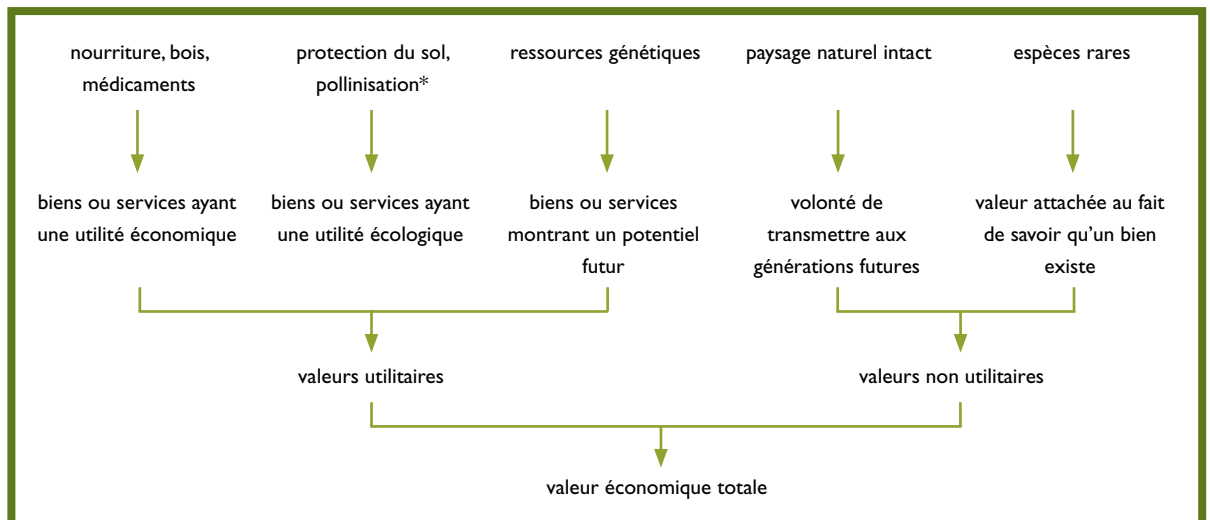 nourriture, bois,
médicaments
protection du sol,
pollinisation*
ressources génétiques
paysage naturel intact
espèces rares
biens ou services ayant
une utilité économique
biens ou services ayant
une utilité écologique
biens ou services
montrant un potentiel
futur
volonté de
transmettre aux
générations futures
valeur attachée au fait
de savoir qu’un bien
existe
valeurs utilitaires
valeurs non utilitaires
valeur économique totale